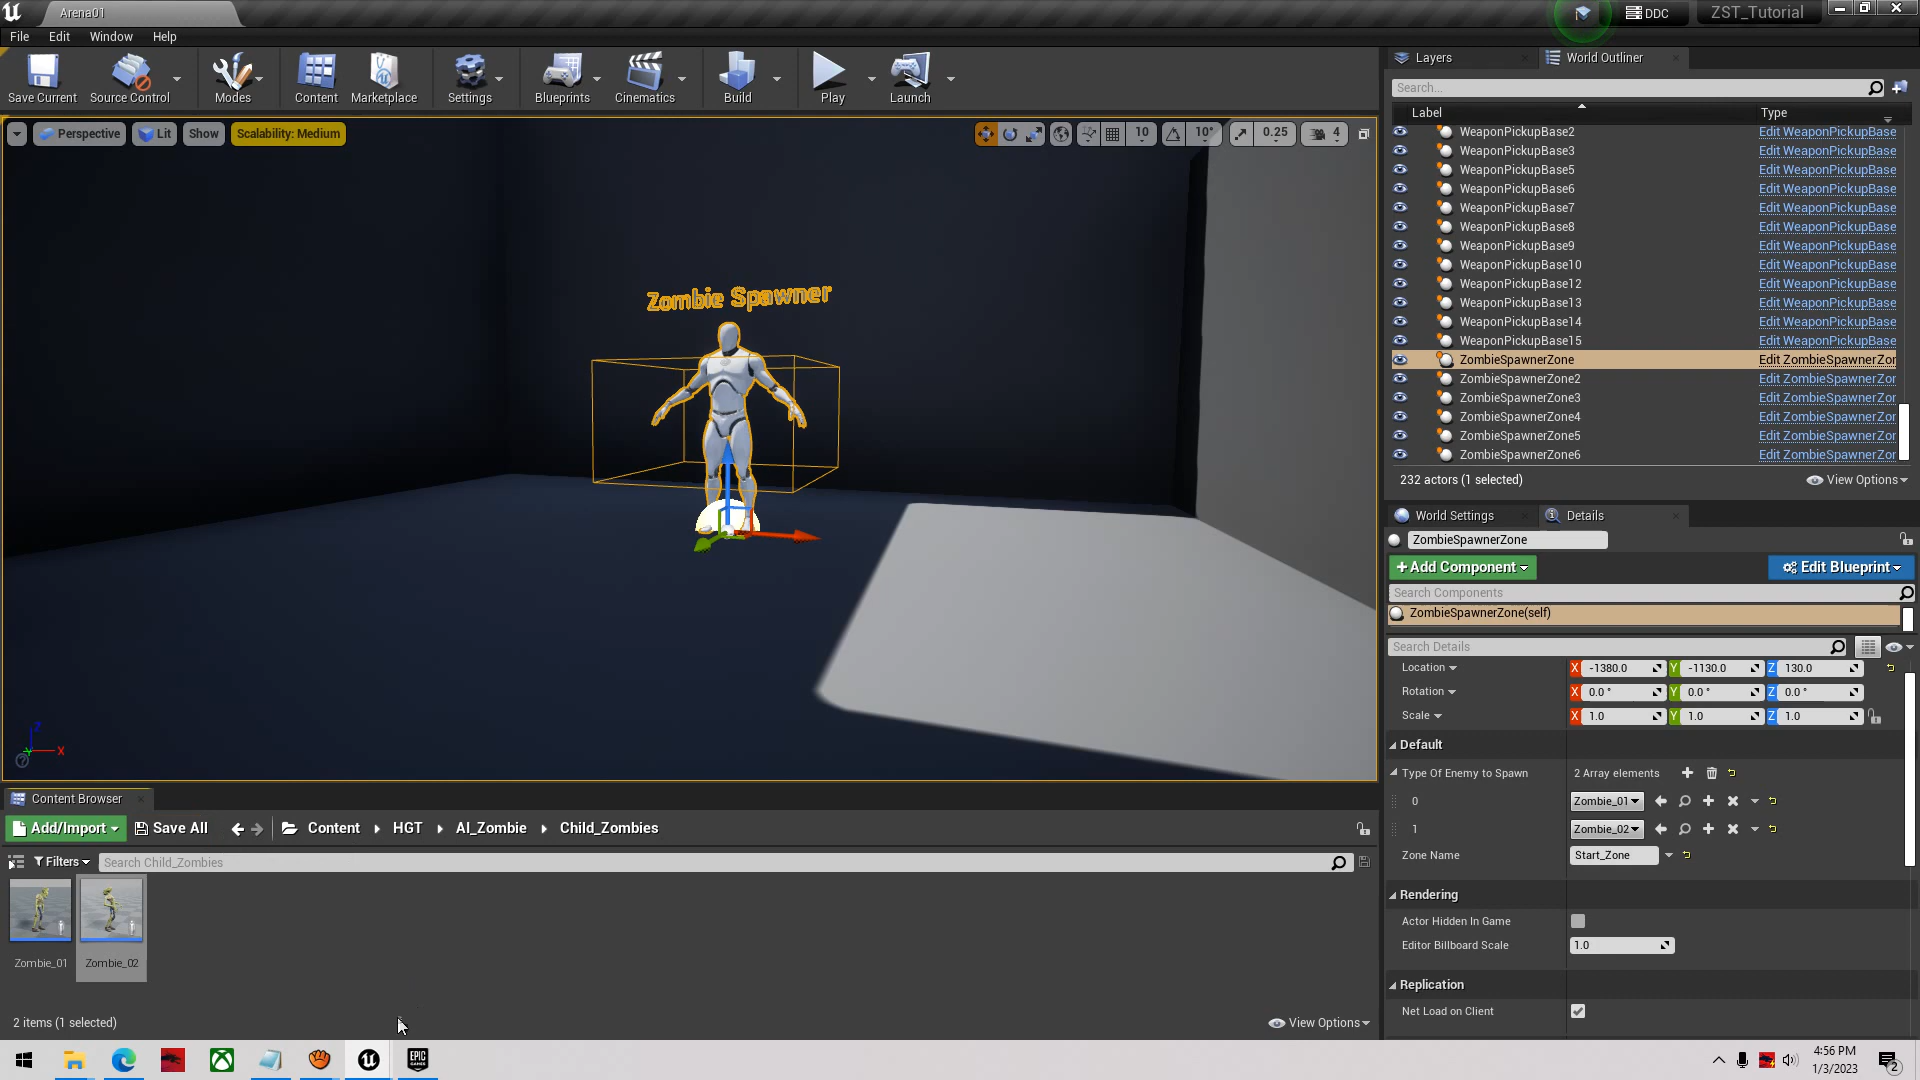 Arena01
DDC
ZST_Tutorial
File Edit Window Help
Save Current
Source Control
Modes
Content
Marketplace
Settings
Blueprints
Cinematics
Build
Play
Launch
Perspective
Lit
Show
Scalability: Medium
10
10°
0.25
4
Zombie Spawner
Z
X
Layers
World Outliner
Search...
Label Type
WeaponPickupBase2 Edit WeaponPickupBase
WeaponPickupBase3 Edit WeaponPickupBase
WeaponPickupBase5 Edit WeaponPickupBase
WeaponPickupBase6 Edit WeaponPickupBase
WeaponPickupBase7 Edit WeaponPickupBase
WeaponPickupBase8 Edit WeaponPickupBase
WeaponPickupBase9 Edit WeaponPickupBase
WeaponPickupBase10 Edit WeaponPickupBase
WeaponPickupBase12 Edit WeaponPickupBase
WeaponPickupBase13 Edit WeaponPickupBase
WeaponPickupBase14 Edit WeaponPickupBase
WeaponPickupBase15 Edit WeaponPickupBase
ZombieSpawnerZone Edit ZombieSpawnerZor
ZombieSpawnerZone2 Edit ZombieSpawnerZor
ZombieSpawnerZone3 Edit ZombieSpawnerZor
ZombieSpawnerZone4 Edit ZombieSpawnerZor
ZombieSpawnerZone5 Edit ZombieSpawnerZor
ZombieSpawnerZone6 Edit ZombieSpawnerZor
232 actors (1 selected)
View Options
World Settings
Details
ZombieSpawnerZone
+Add Component
Edit Blueprint
Search Components
ZombieSpawnerZone(self)
Search Details
Location X -1380.0 Y -1130.0 Z 130.0
Rotation X 0.0 ° Y 0.0 ° Z 0.0 °
Scale X 1.0 Y 1.0 Z 1.0
Default
Type Of Enemy to Spawn 2 Array elements
0 Zombie_01
1 Zombie_02
Zone Name Start_Zone
Rendering
Actor Hidden In Game
Editor Billboard Scale 1.0
Replication
Net Load on Client
Content Browser
Add/Import
Save All
Content HGT AI_Zombie Child_Zombies
Filters
Search Child_Zombies
Zombie_01
Zombie_02
2 items (1 selected)
View Options
EPIC
GAMES
4:56 PM
1/3/2023
2